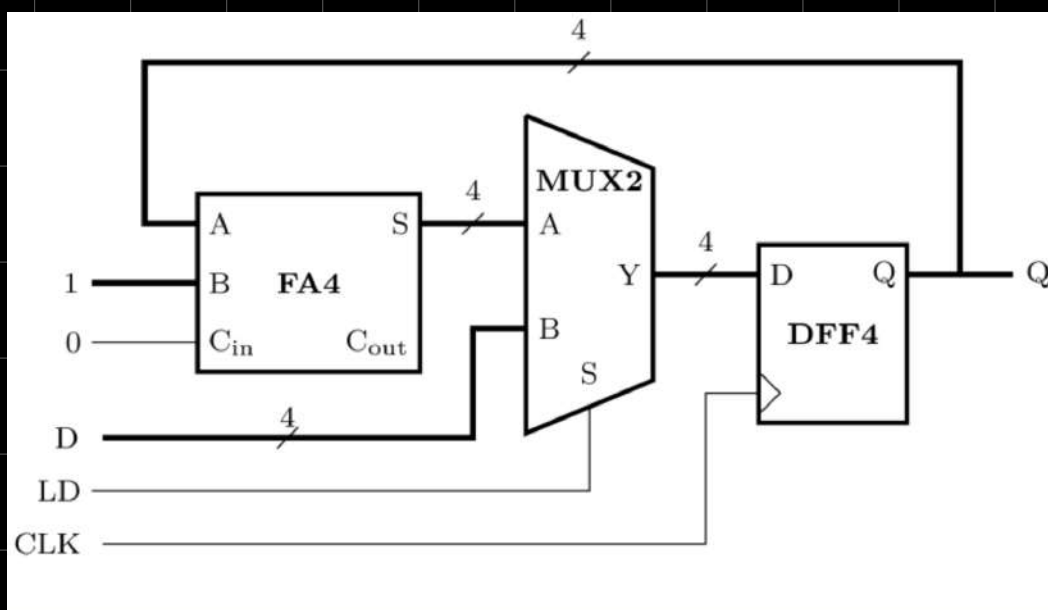 4
MUX2
4
A S A
4
Y D Q Q
1 B FA4
B DFF4
0 Cin Cout
S
4
D
LD
CLK